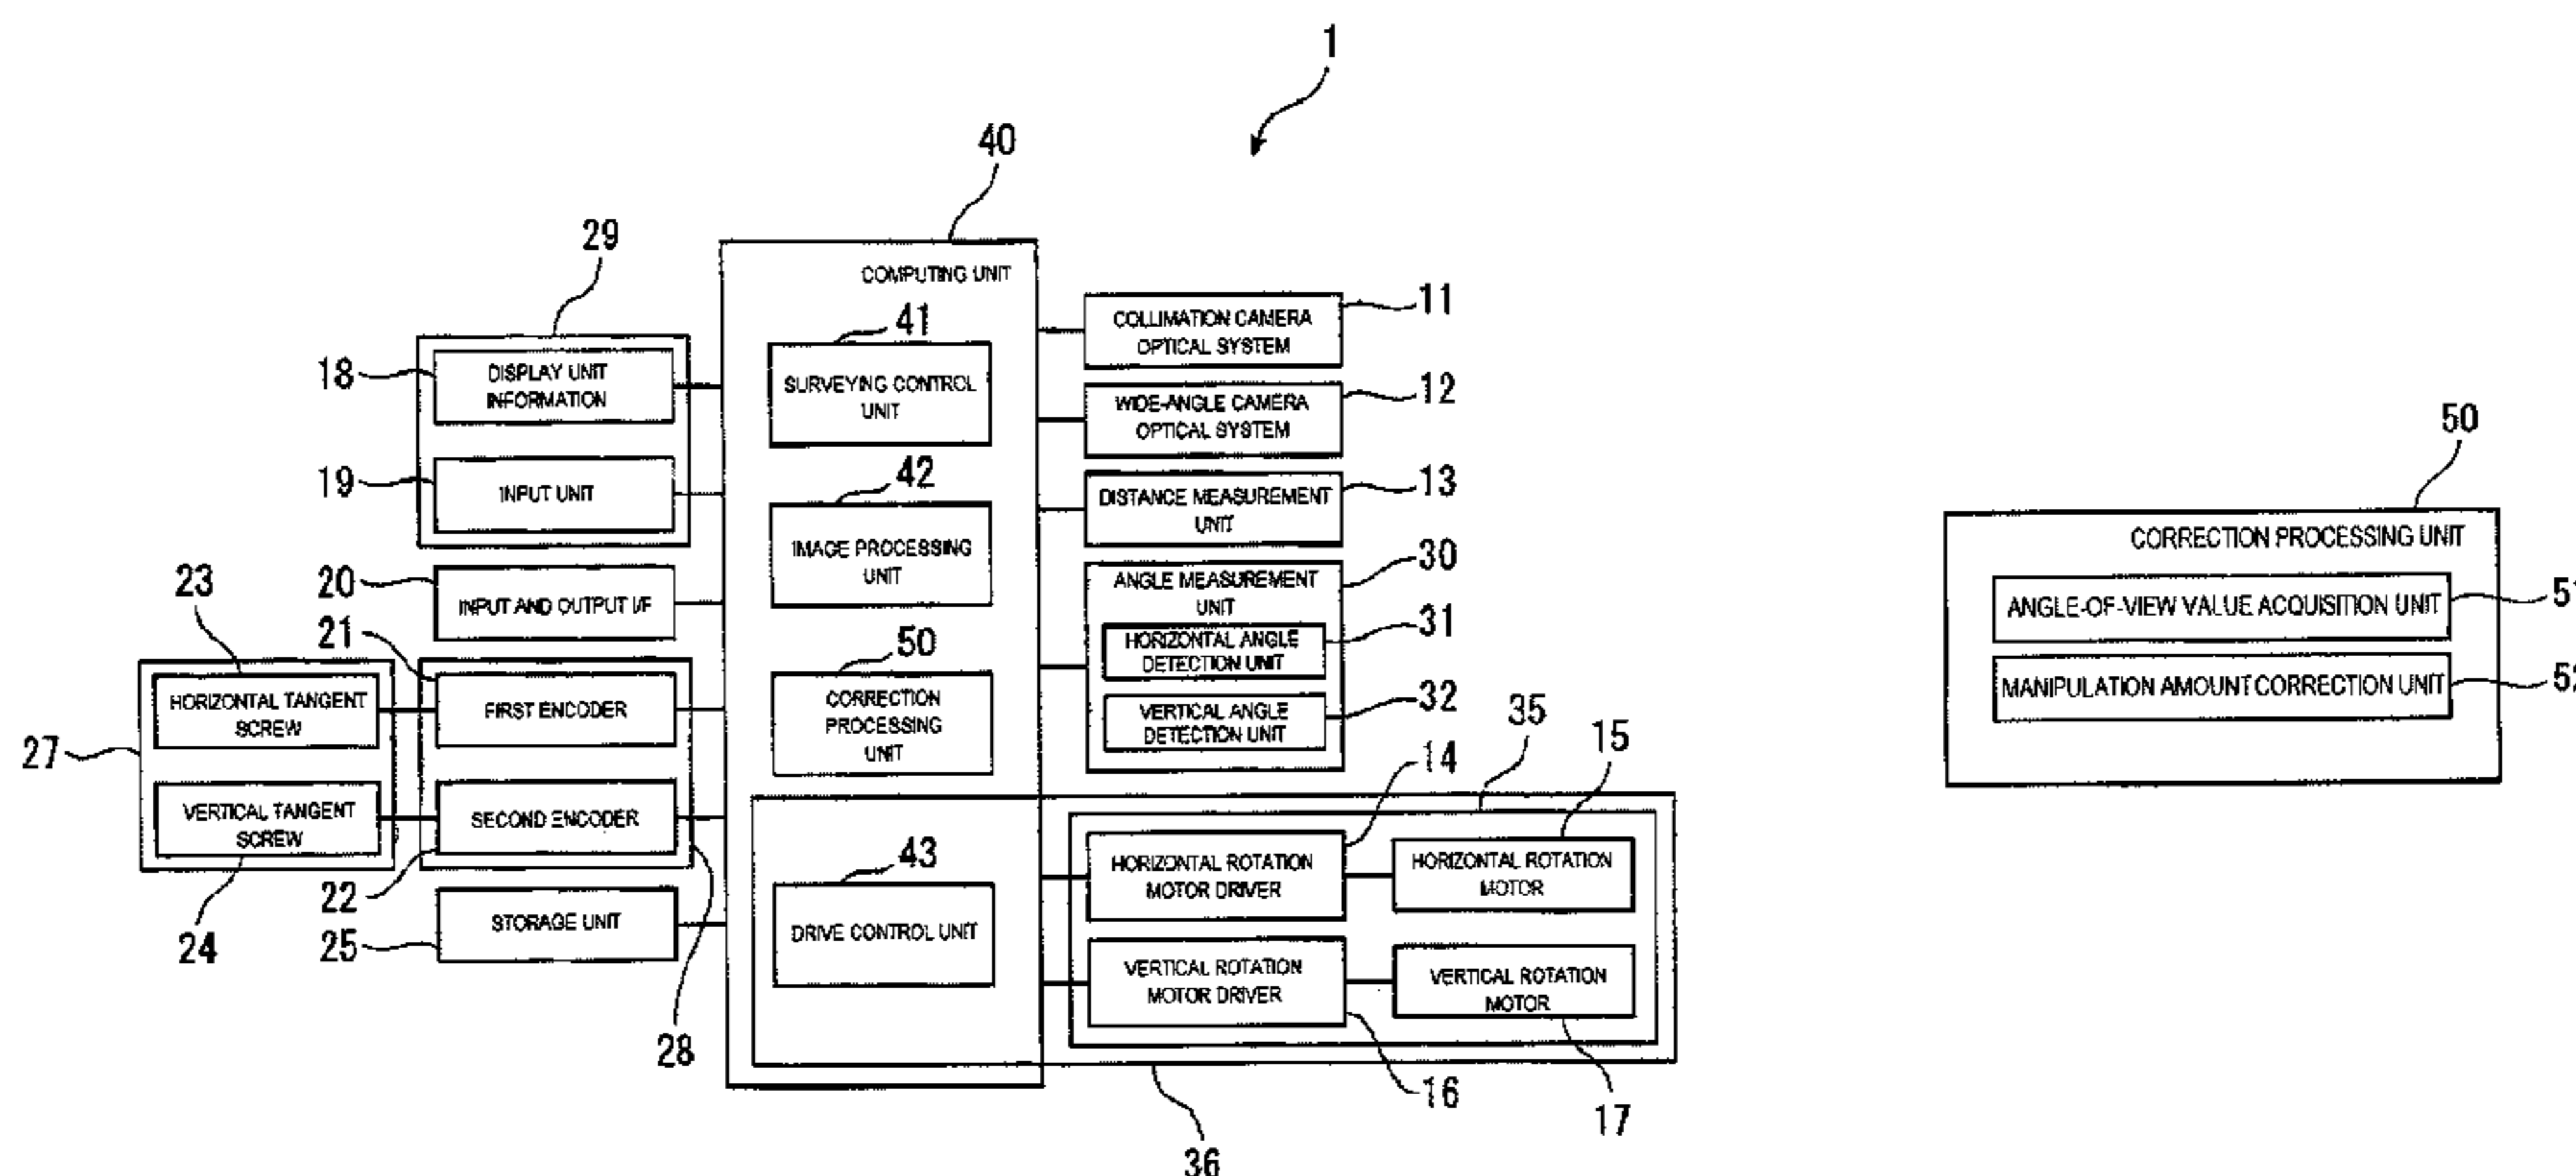 1
40
COMPUTING UNIT
29
18
DISPLAY UNIT
INFORMATION
19
INPUT UNIT
20
INPUT AND OUTPUT I/F
23
21
HORIZONTAL TANGENT
SCREW
FIRST ENCODER
27
VERTICAL TANGENT
SCREW
SECOND ENCODER
22
24
25
STORAGE UNIT
28
41
SURVEYING CONTROL
UNIT
42
IMAGE PROCESSING
UNIT
50
CORRECTION
PROCESSING
UNIT
43
DRIVE CONTROL UNIT
11
COLLIMATION CAMERA
OPTICAL SYSTEM
12
WIDE-ANGLE CAMERA
OPTICAL SYSTEM
13
DISTANCE MEASUREMENT
UNIT
30
ANGLE MEASUREMENT
UNIT
31
HORIZONTAL ANGLE
DETECTION UNIT
32
VERTICAL ANGLE
DETECTION UNIT
35
14
15
HORIZONTAL ROTATION
MOTOR DRIVER
HORIZONTAL ROTATION
MOTOR
VERTICAL ROTATION
MOTOR DRIVER
VERTICAL ROTATION
MOTOR
16
17
36
50
CORRECTION PROCESSING UNIT
ANGLE-OF-VIEW VALUE ACQUISITION UNIT
51
MANIPULATION AMOUNT CORRECTION UNIT